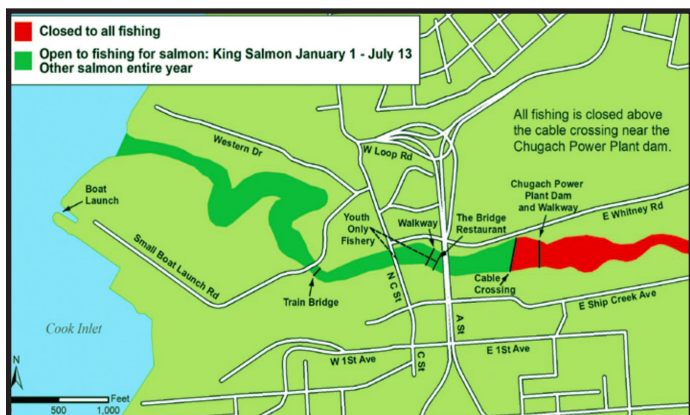 Closed to all fishing
Open to fishing for salmon: King Salmon January 1 - July 13
Other salmon entire year
All fishing is closed above
the cable crossing near the
Chugach Power Plant dam.
Western Dr
W Loop Rd
Chugach Power
Plant Dam
and Walkway
E Whitney Rd
Boat
Launch
Youth
Only
Fishery
Walkway
The Bridge
Restaurant
Small Boat Launch Rd
Train Bridge
N C St
Cable
Crossing
E Ship Creek Ave
Cook Inlet
A St
W 1St Ave
C St
E 1St Ave
N
Feet
500
1,000